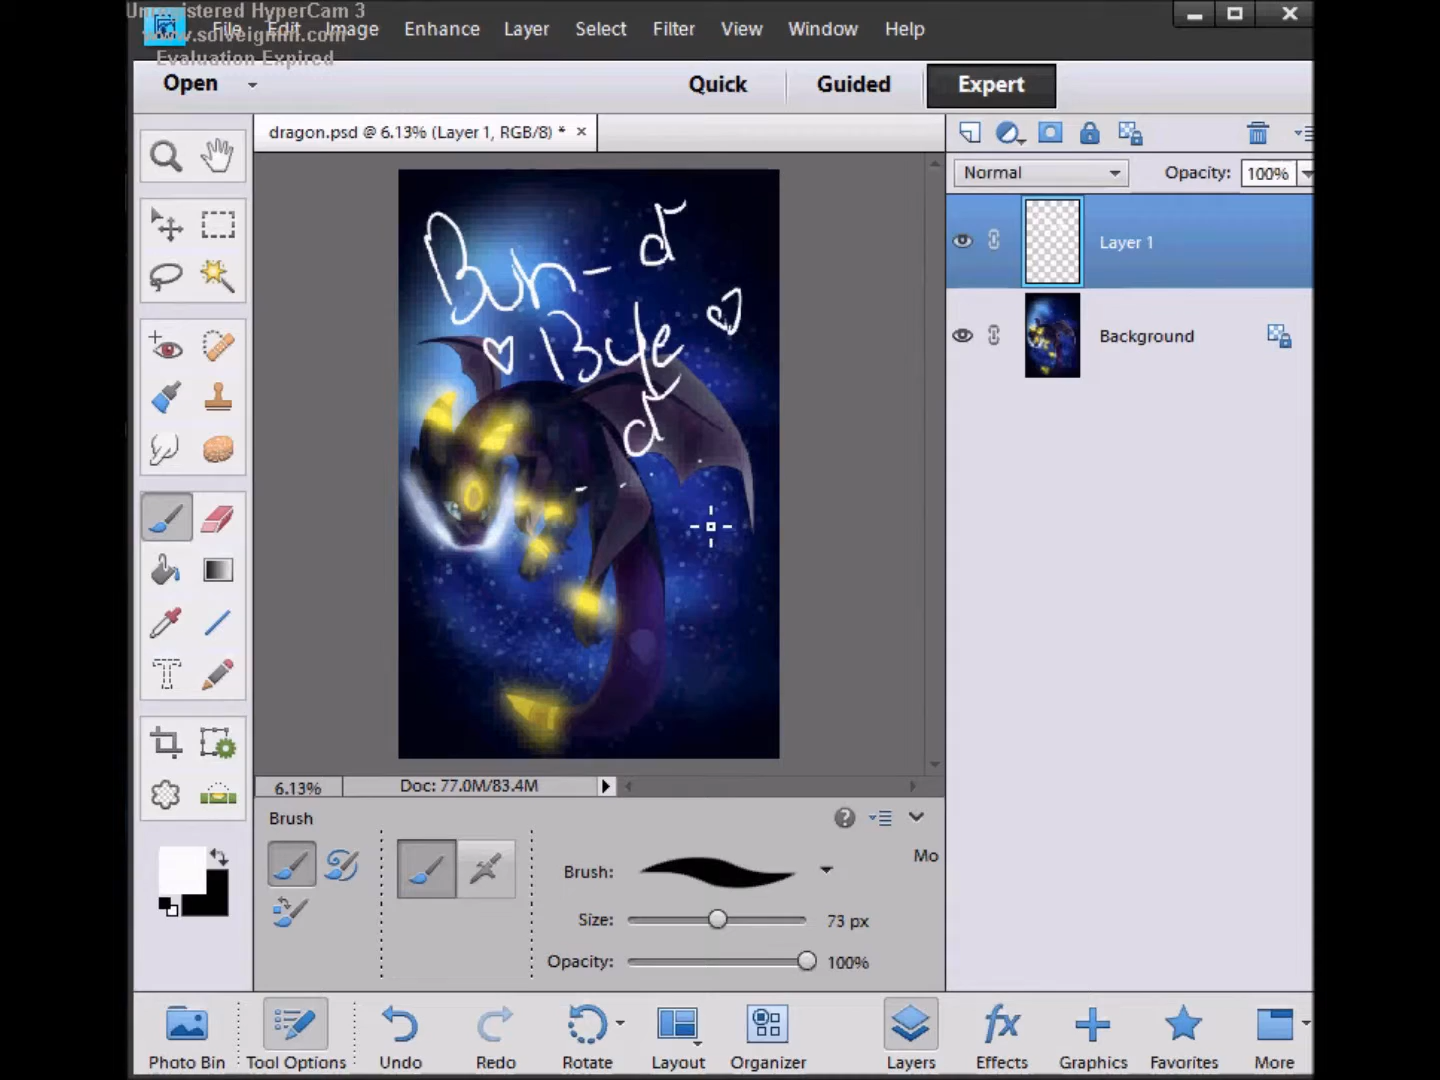 Unregistered HyperCam 3
www.solveigmm.com
Evaluation Expired
File Edit Image Enhance Layer Select Filter View Window Help
Open
Quick
Guided
Expert
dragon.psd @ 6.13% (Layer 1, RGB/8) *
Normal
Opacity: 100%
Layer 1
Background
6.13%
Doc: 77.0M/83.4M
Brush
Mo
Brush:
Size: 73 px
Opacity: 100%
Photo Bin
Tool Options
Undo
Redo
Rotate
Layout
Organizer
Layers
Effects
Graphics
Favorites
More